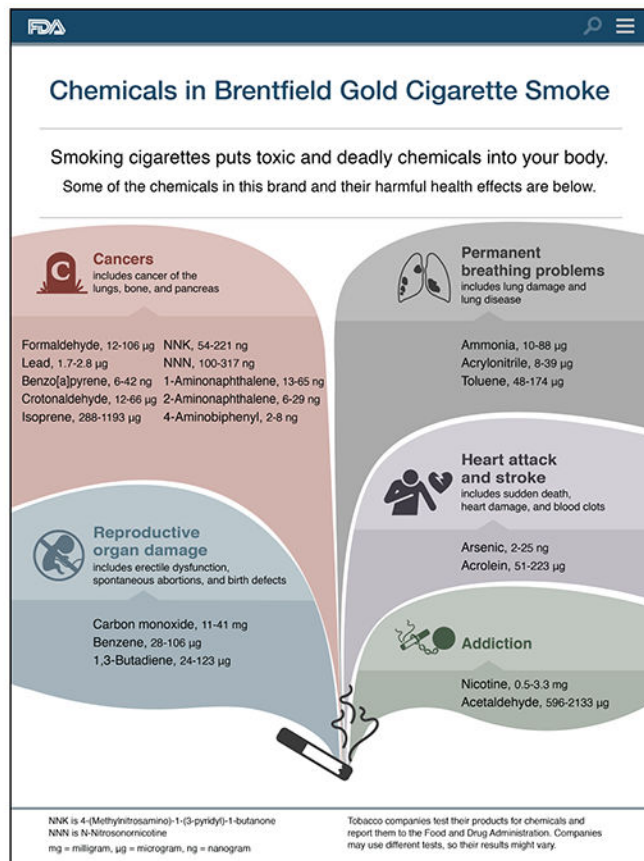 FDA
Chemicals in Brentfield Gold Cigarette Smoke
Smoking cigarettes puts toxic and deadly chemicals into your body.
Some of the chemicals in this brand and their harmful health effects are below.
C
Cancers
includes cancer of the
lungs, bone, and pancreas
Formaldehyde, 12-106 µg
Lead, 1.7-2.8 µg
Benzo[a]pyrene, 6-42 ng
Crotonaldehyde, 12-66 µg
Isoprene, 288-1193 µg
NNK, 54-221 ng
NNN, 100-317 ng
1-Aminonaphthalene, 13-65 ng
2-Aminonaphthalene, 6-29 ng
4-Aminobiphenyl, 2-8 ng
Reproductive
organ damage
includes erectile dysfunction,
spontaneous abortions, and birth defects
Carbon monoxide, 11-41 mg
Benzene, 28-106 µg
1,3-Butadiene, 24-123 µg
Permanent
breathing problems
includes lung damage and
lung disease
Ammonia, 10-88 µg
Acrylonitrile, 8-39 µg
Toluene, 48-174 µg
Heart attack
and stroke
includes sudden death,
heart damage, and blood clots
Arsenic, 2-25 ng
Acrolein, 51-223 µg
Addiction
Nicotine, 0.5-3.3 mg
Acetaldehyde, 596-2133 µg
NNK is 4-(Methylnitrosamino)-1-(3-pyridyl)-1-butanone
NNN is N-Nitrosonornicotine
mg = milligram, µg = microgram, ng = nanogram
Tobacco companies test their products for chemicals and
report them to the Food and Drug Administration. Companies
may use different tests, so their results might vary.